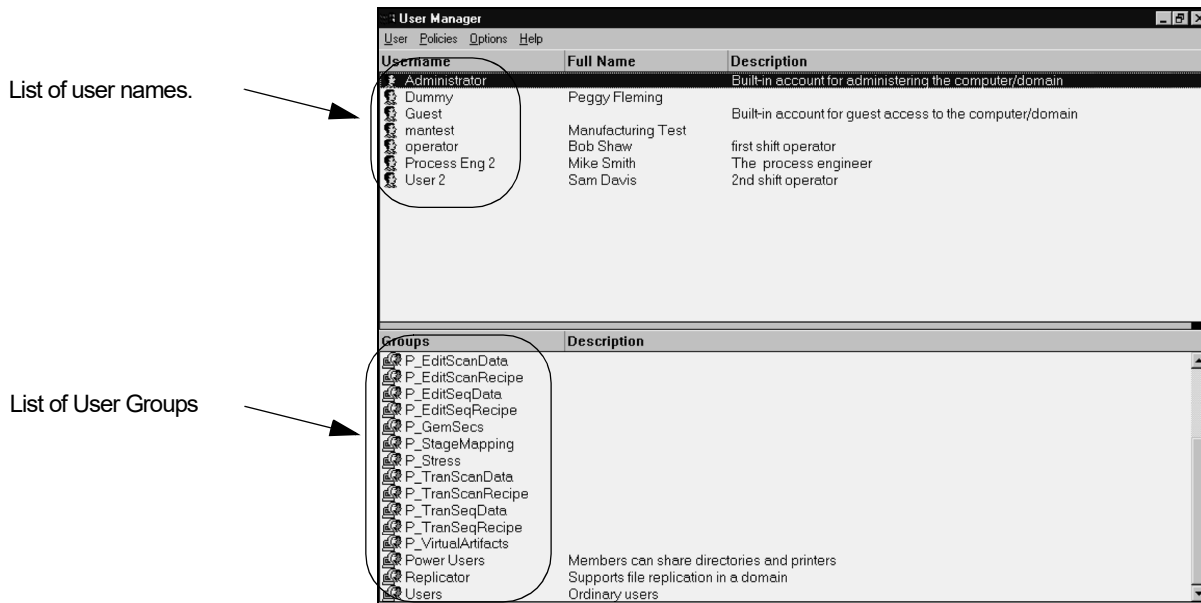 User Manager
User Policies Options Help
Username Full Name Description
Administrator Built-in account for administering the computer/domain
List of user names.
Dummy Peggy Fleming
Guest Built-in account for guest access to the computer/domain
mantest Manufacturing Test
operator Bob Shaw first shift operator
Process Eng 2 Mike Smith The process engineer
User 2 Sam Davis 2nd shift operator
Groups Description
P_EditScanData
P_EditScanRecipe
P_EditSeqData
List of User Groups
P_EditSeqRecipe
P_GemSecs
P_StageMapping
P_Stress
P_TranScanData
P_TranScanRecipe
P_TranSeqData
P_TranSeqRecipe
P_VirtualArtifacts
Power Users Members can share directories and printers
Replicator Supports file replication in a domain
Users Ordinary users